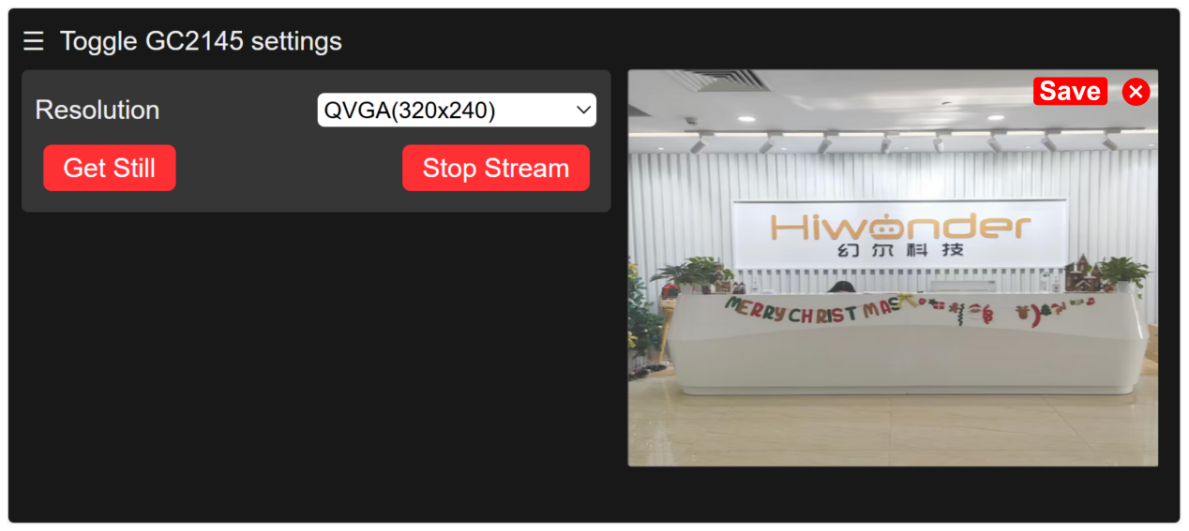 ☰ Toggle GC2145 settings
Resolution
QVGA(320x240)
Get Still
Stop Stream
Save
Hiwonder
幻尔科技
MERRY CHRISTMAS